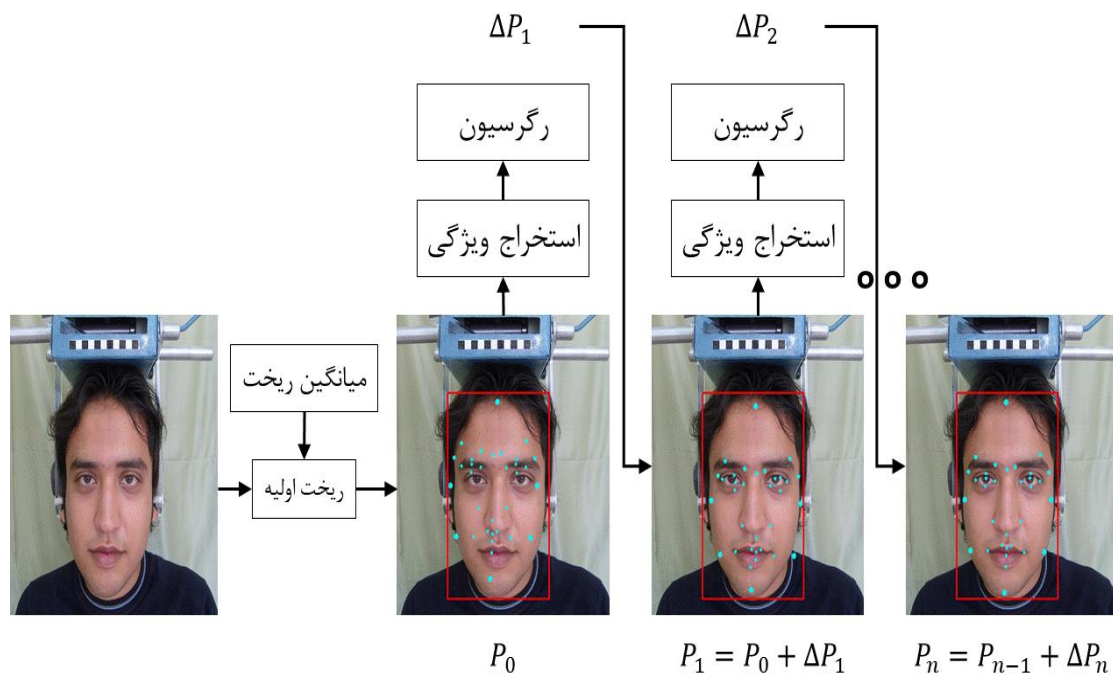 ΔP₁
ΔP₂
رگرسیون
رگرسیون
استخراج ویژگی
استخراج ویژگی
میانگین ریخت
ریخت اولیه
P₀
P₁ = P₀ + ΔP₁
Pₙ = Pₙ₋₁ + ΔPₙ